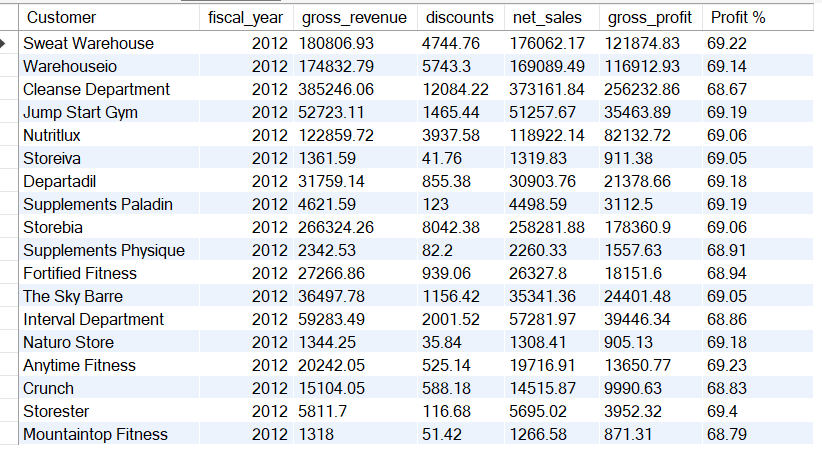 Customer fiscal_year gross_revenue discounts net_sales gross_profit Profit %
Sweat Warehouse 2012 180806.93 4744.76 176062.17 121874.83 69.22
Warehouseio 2012 174832.79 5743.3 169089.49 116912.93 69.14
Cleanse Department 2012 385246.06 12084.22 373161.84 256232.86 68.67
Jump Start Gym 2012 52723.11 1465.44 51257.67 35463.89 69.19
Nutritlux 2012 122859.72 3937.58 118922.14 82132.72 69.06
Storeiva 2012 1361.59 41.76 1319.83 911.38 69.05
Departadil 2012 31759.14 855.38 30903.76 21378.66 69.18
Supplements Paladin 2012 4621.59 123 4498.59 3112.5 69.19
Storebia 2012 266324.26 8042.38 258281.88 178360.9 69.06
Supplements Physique 2012 2342.53 82.2 2260.33 1557.63 68.91
Fortified Fitness 2012 27266.86 939.06 26327.8 18151.6 68.94
The Sky Barre 2012 36497.78 1156.42 35341.36 24401.48 69.05
Interval Department 2012 59283.49 2001.52 57281.97 39446.34 68.86
Naturo Store 2012 1344.25 35.84 1308.41 905.13 69.18
Anytime Fitness 2012 20242.05 525.14 19716.91 13650.77 69.23
Crunch 2012 15104.05 588.18 14515.87 9990.63 68.83
Storester 2012 5811.7 116.68 5695.02 3952.32 69.4
Mountaintop Fitness 2012 1318 51.42 1266.58 871.31 68.79